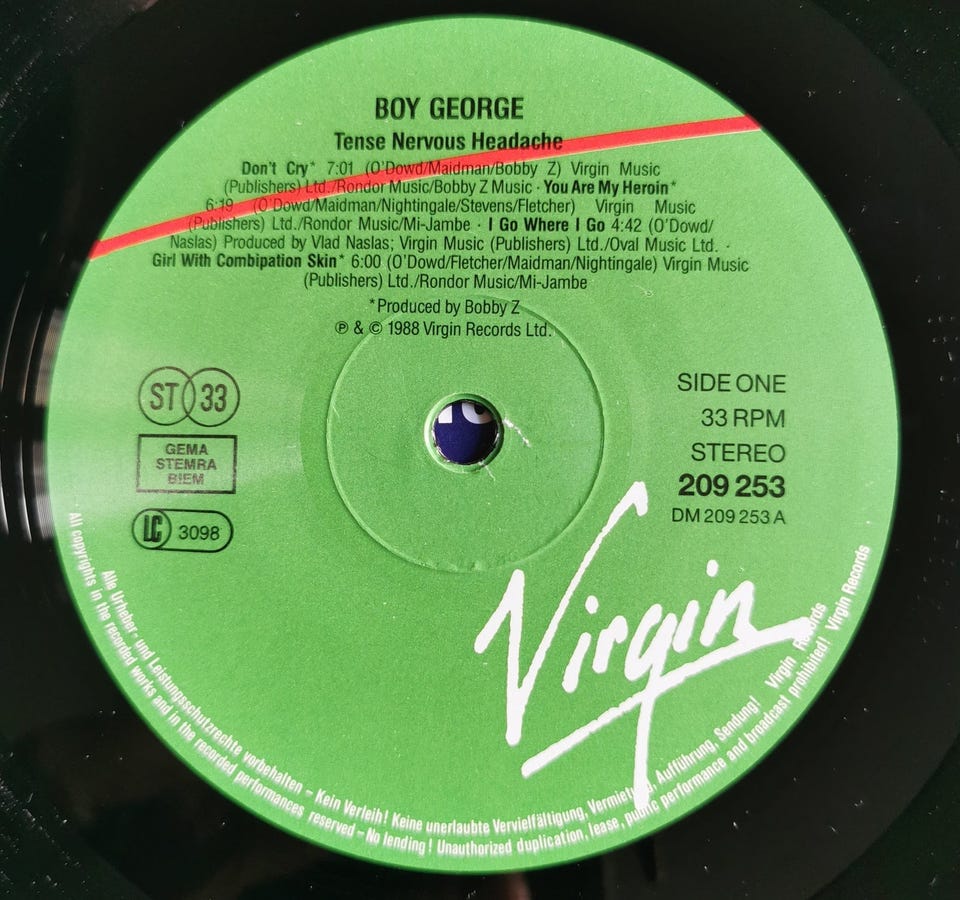 BOY GEORGE
Tense Nervous Headache
Don't Cry* 7:01 (O'Dowd/Maidman/Bobby Z) Virgin Music
(Publishers) Ltd./Rondor Music/Bobby Z Music · You Are My Heroin*
6:19 (O'Dowd/Maidman/Nightingale/Stevens/Fletcher) Virgin Music
(Publishers) Ltd./Rondor Music/Mi-Jambe · I Go Where I Go 4:42 (O'Dowd/
Naslas) Produced by Vlad Naslas; Virgin Music (Publishers) Ltd./Oval Music Ltd. ·
Girl With Combipation Skin* 6:00 (O'Dowd/Fletcher/Maidman/Nightingale) Virgin Music
(Publishers) Ltd./Rondor Music/Mi-Jambe
*Produced by Bobby Z
℗ & © 1988 Virgin Records Ltd.
ST 33
GEMA
STEMRA
BIEM
LC 3098
SIDE ONE
33 RPM
STEREO
209 253
DM 209 253 A
Virgin
Alle Urheber- und Leistungsschutzrechte vorbehalten – Kein Verleih! Keine unerlaubte Vervielfältigung, Vermietung, Aufführung, Sendung! Virgin Records
All copyrights in the recorded works and in the recorded performances reserved – No lending! Unauthorized duplication, lease, public performance and broadcast prohibited! Virgin Records